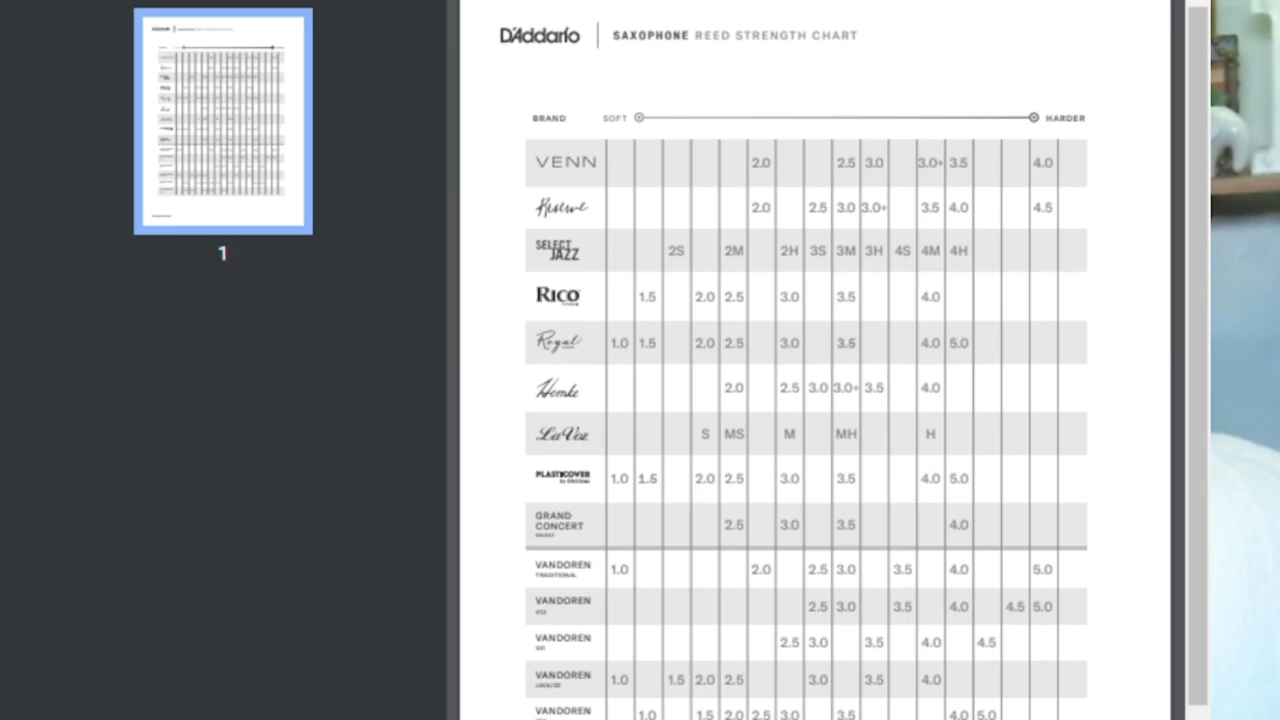 D'Addario SAXOPHONE REED STRENGTH CHART
BRAND SOFT HARDER
VENN 2.0 2.5 3.0 3.0+ 3.5 4.0
Reserve 2.0 2.5 3.0 3.0+ 3.5 4.0 4.5
SELECT JAZZ 2S 2M 2H 3S 3M 3H 4S 4M 4H
RICO 1.5 2.0 2.5 3.0 3.5 4.0
Royal 1.0 1.5 2.0 2.5 3.0 3.5 4.0 5.0
Hemke 2.0 2.5 3.0 3.0+ 3.5 4.0
La Voz S MS M MH H
PLASTICOVER 1.0 1.5 2.0 2.5 3.0 3.5 4.0 5.0
by D'Addario
GRAND CONCERT 2.5 3.0 3.5 4.0
SELECT
VANDOREN 1.0 2.0 2.5 3.0 3.5 4.0 5.0
TRADITIONAL
VANDOREN 2.5 3.0 3.5 4.0 4.5 5.0
V12
VANDOREN 2.5 3.0 3.5 4.0 4.5
V21
VANDOREN 1.0 1.5 2.0 2.5 3.0 3.5 4.0
VANDOREN 1.0 1.5 2.0 2.5 3.0 3.5 4.0 5.0
1